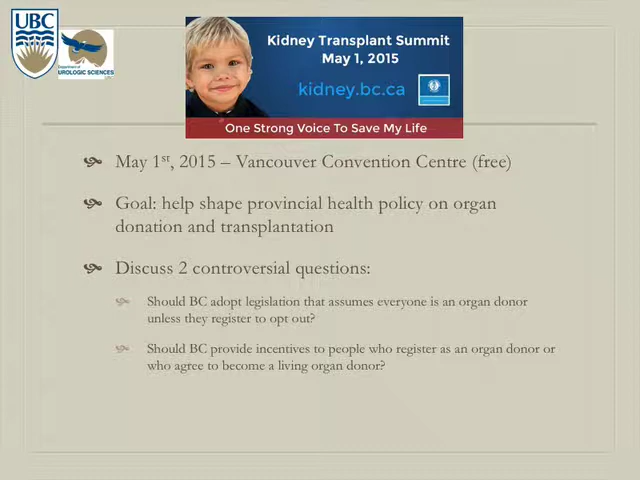 UBC
Department of
UROLOGIC SCIENCES
Kidney Transplant Summit
May 1, 2015
kidney.bc.ca
One Strong Voice To Save My Life
May 1st, 2015 – Vancouver Convention Centre (free)
Goal: help shape provincial health policy on organ
donation and transplantation
Discuss 2 controversial questions:
Should BC adopt legislation that assumes everyone is an organ donor
unless they register to opt out?
Should BC provide incentives to people who register as an organ donor or
who agree to become a living organ donor?